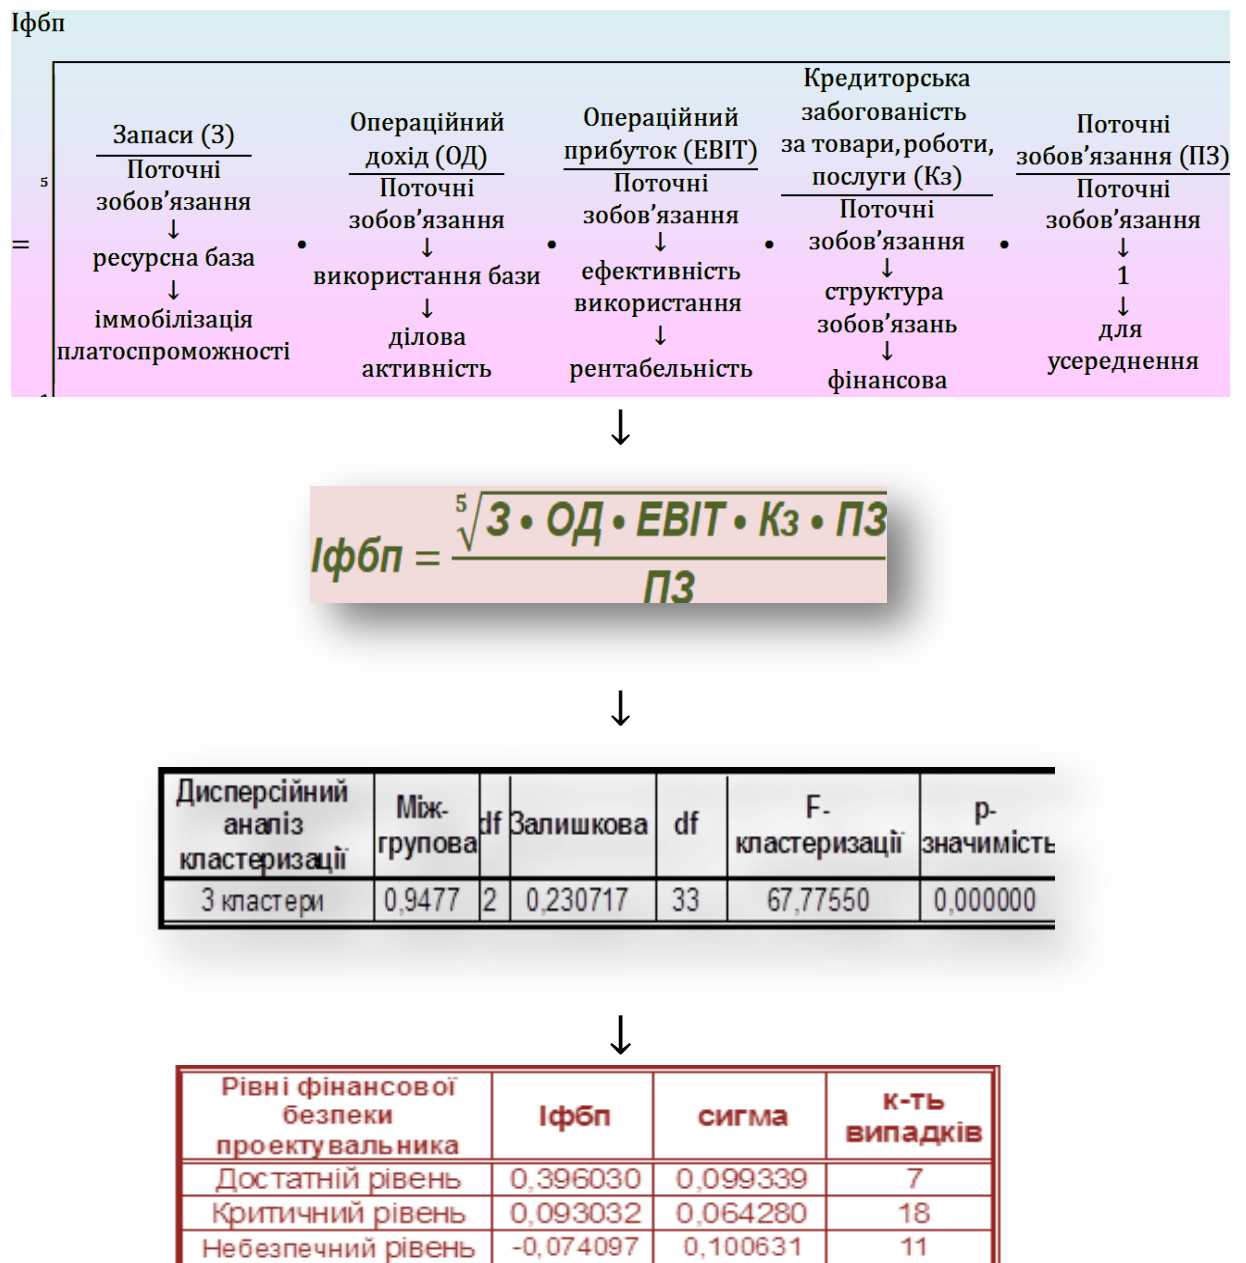 Іфбп
5
=
Запаси (З)
Поточні
зобов’язання
↓
ресурсна база
↓
іммобілізація
платоспроможності
•
Операційний
дохід (ОД)
Поточні
зобов’язання
↓
використання бази
↓
ділова
активність
•
Операційний
прибуток (ЕВІТ)
Поточні
зобов’язання
↓
ефективність
використання
↓
рентабельність
•
Кредиторська
забогованість
за товари, роботи,
послуги (Кз)
Поточні
зобов’язання
↓
структура
зобов’язань
↓
фінансова
•
Поточні
зобов’язання (ПЗ)
Поточні
зобов’язання
↓
1
↓
для
усереднення
↓
Іфбп = ⁵√З • ОД • ЕВІТ • Кз • ПЗ
ПЗ
↓
Дисперсійний
аналіз
кластеризації
Між-
групова
df
Залишкова
df
F-
кластеризації
p-
значимість
3 кластери 0,9477 2 0,230717 33 67,77550 0,000000
↓
Рівні фінансової
безпеки
проектувальника
Іфбп
сигма
к-ть
випадків
Достатній рівень 0,396030 0,099339 7
Критичний рівень 0,093032 0,064280 18
Небезпечний рівень -0,074097 0,100631 11